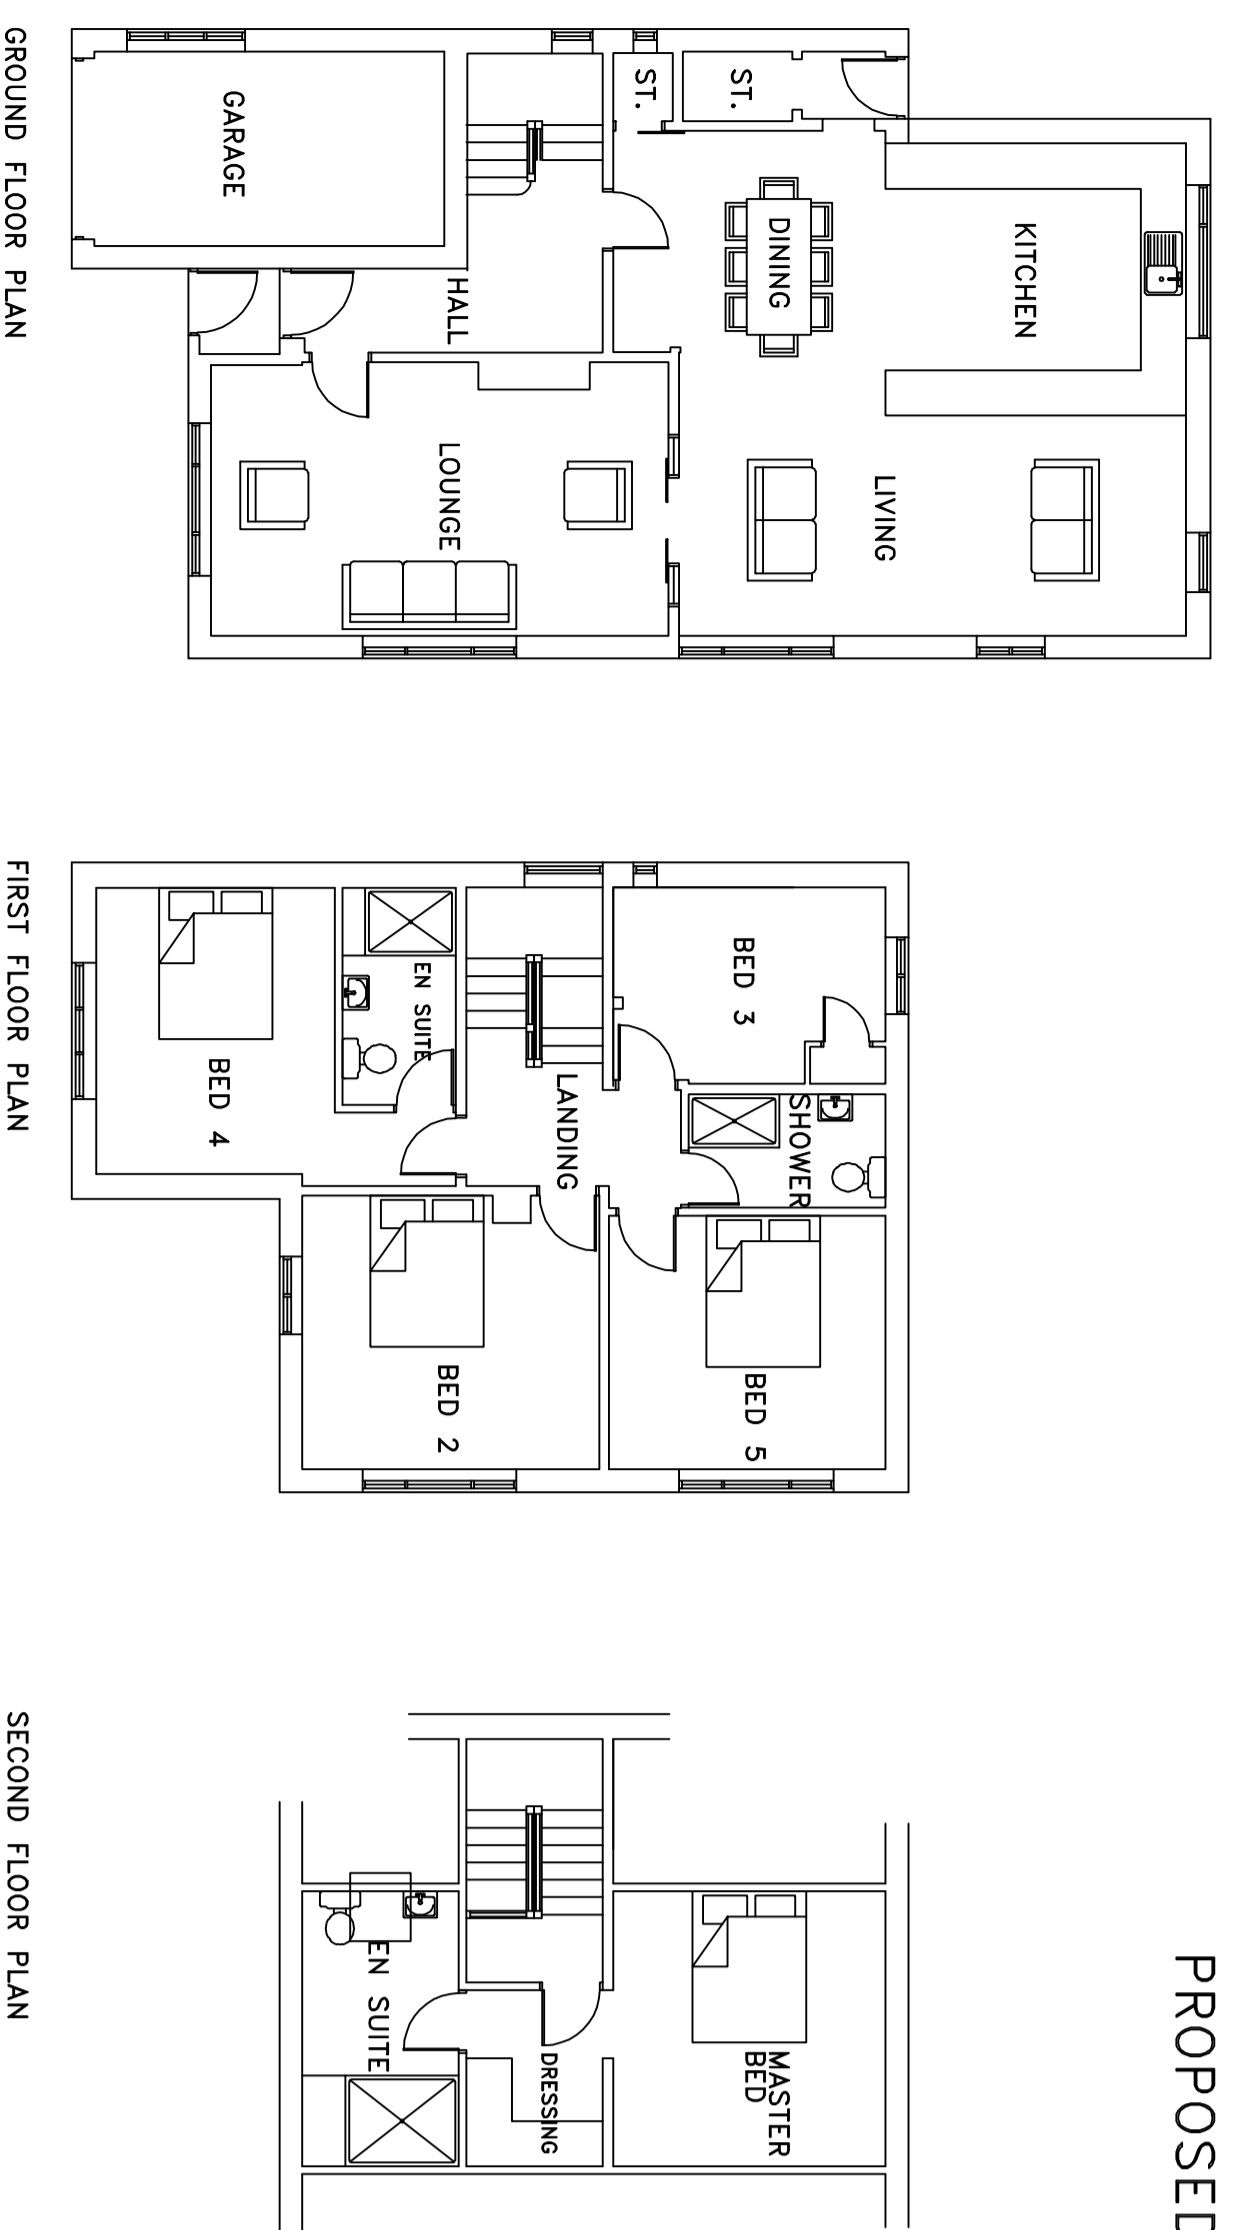 PROPOSED
KITCHEN
LIVING
DINING
ST.
ST.
HALL
LOUNGE
GARAGE
GROUND FLOOR PLAN
BED 3
SHOWER
BED 5
LANDING
EN SUITE
BED 2
BED 4
FIRST FLOOR PLAN
MASTER
BED
DRESSING
EN SUITE
SECOND FLOOR PLAN